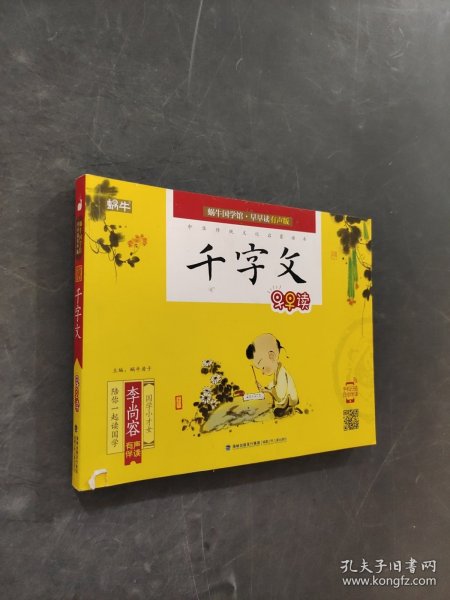 蜗牛
蜗牛国学馆·早早读有声版
中华传统文化启蒙读本
千字文
早早读
主编：蜗牛房子
国学小才女
李尚容
陪你一起读国学
有声伴读
千字文
孔夫子旧书网
www.kongfz.com